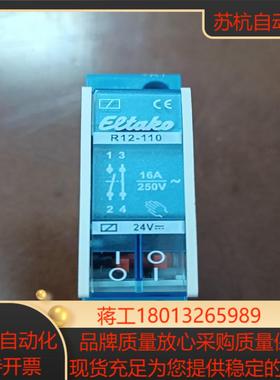 苏杭自动
CE
Eltako
R12-110
1 3
16A
250V ~
2 4
24V
蒋工18013265989
自动化 品牌质量放心采购质量保
开票 现货充足为您提供稳定可